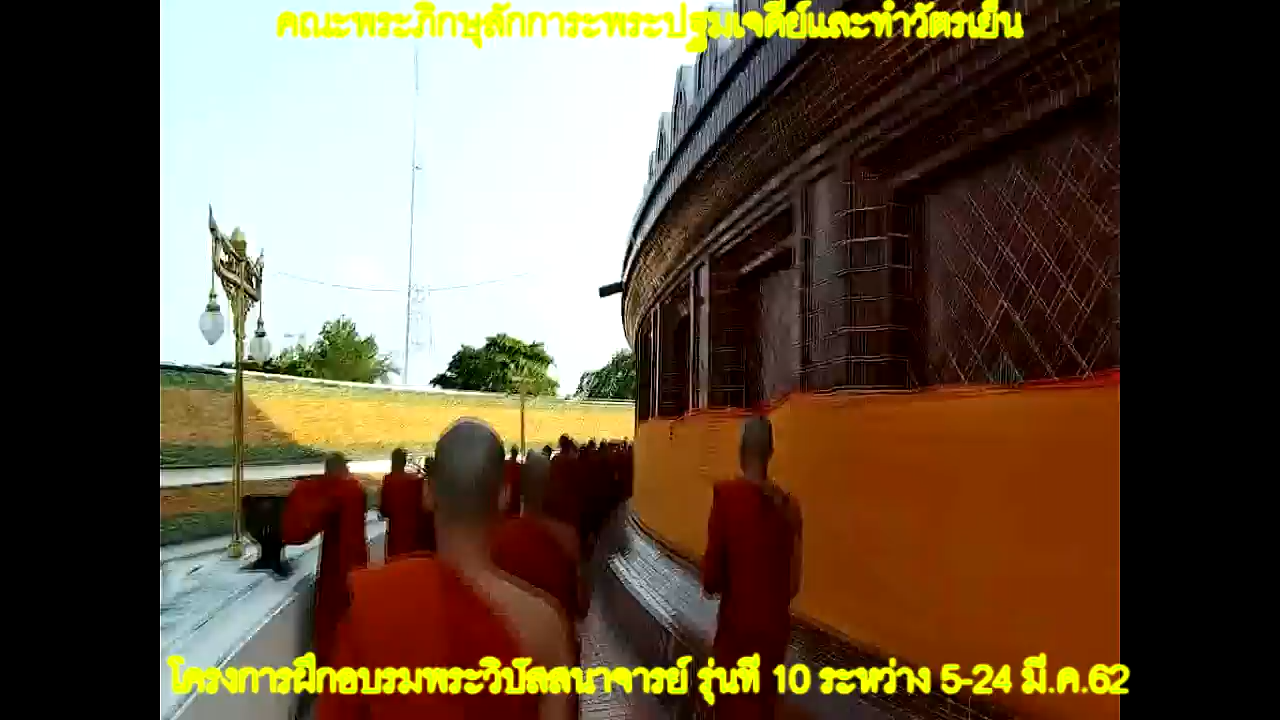 คณะพระภิกษุสักการะพระปฐมเจดีย์และทำวัตรเย็น
โครงการฝึกอบรมพระวิปัสสนาจารย์ รุ่นที่ 10 ระหว่าง 5-24 มี.ค.62